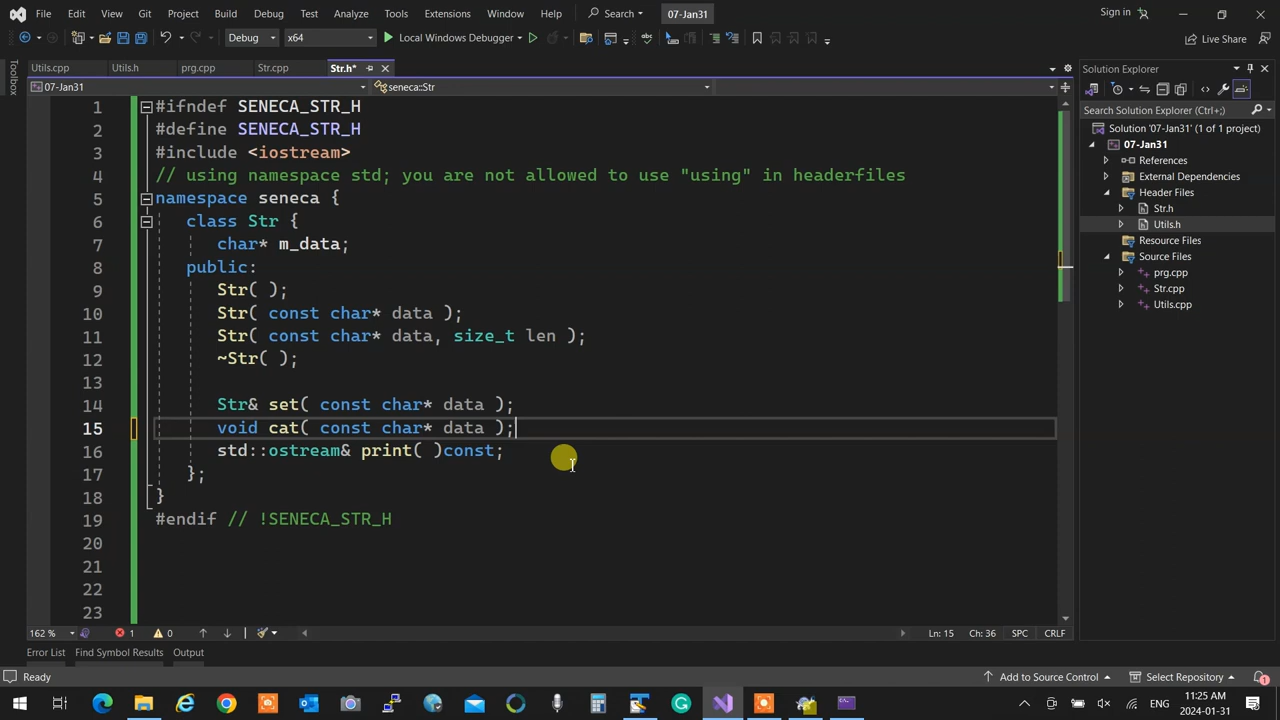 File Edit View Git Project Build Debug Test Analyze Tools Extensions Window Help Search 07-Jan31 Sign in
Debug x64 Local Windows Debugger Live Share
Toolbox
Utils.cpp Utils.h prg.cpp Str.cpp Str.h*
07-Jan31 seneca::Str
1 #ifndef SENECA_STR_H
2 #define SENECA_STR_H
3 #include <iostream>
4 // using namespace std; you are not allowed to use "using" in headerfiles
5 namespace seneca {
6 class Str {
7 char* m_data;
8 public:
9 Str( );
10 Str( const char* data );
11 Str( const char* data, size_t len );
12 ~Str( );
13
14 Str& set( const char* data );
15 void cat( const char* data );
16 std::ostream& print( )const;
17 };
18 }
19 #endif // !SENECA_STR_H
20
21
22
23
162 % 1 0 Ln: 15 Ch: 36 SPC CRLF
Error List Find Symbol Results Output
Solution Explorer
Search Solution Explorer (Ctrl+;)
Solution '07-Jan31' (1 of 1 project)
07-Jan31
References
External Dependencies
Header Files
Str.h
Utils.h
Resource Files
Source Files
prg.cpp
Str.cpp
Utils.cpp
Ready Add to Source Control Select Repository 1
ENG 11:25 AM
2024-01-31